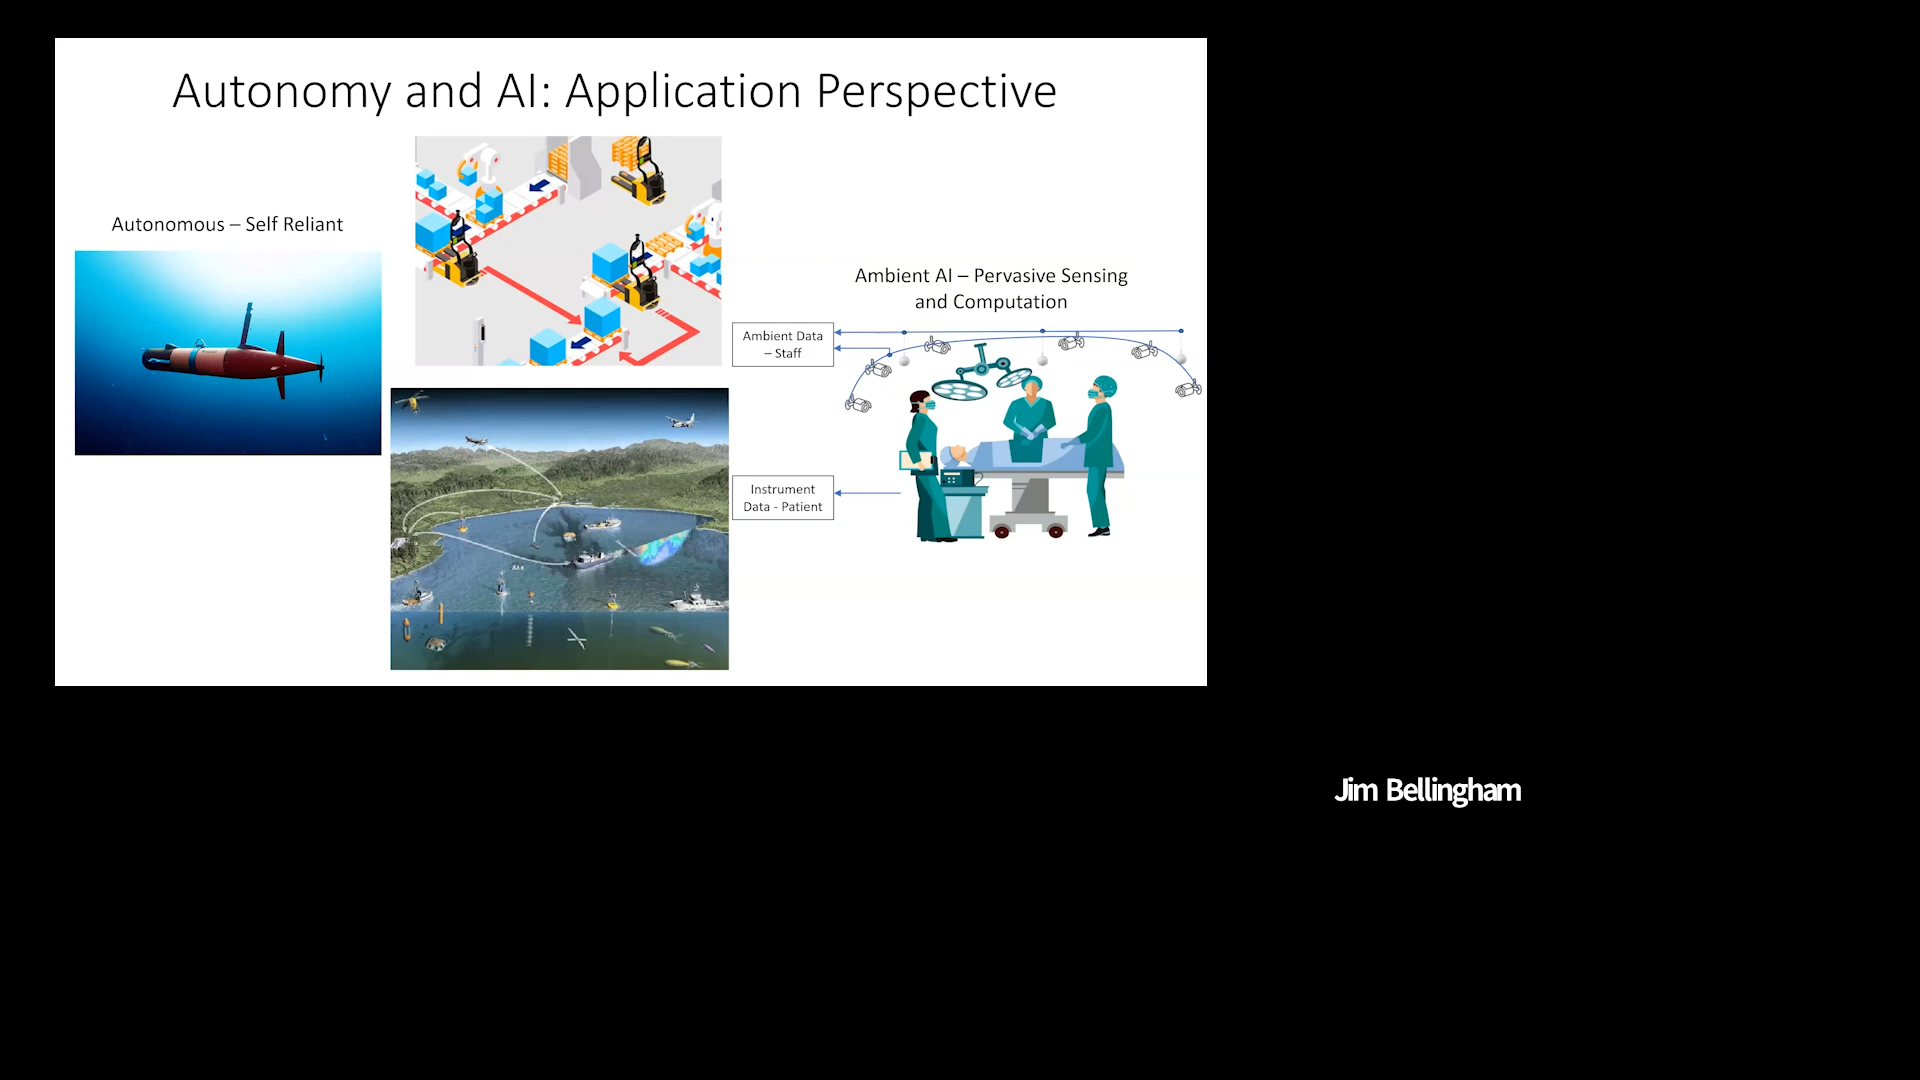 Autonomy and AI: Application Perspective
Autonomous – Self Reliant
Ambient AI – Pervasive Sensing
and Computation
Ambient Data
– Staff
Instrument
Data - Patient
Jim Bellingham